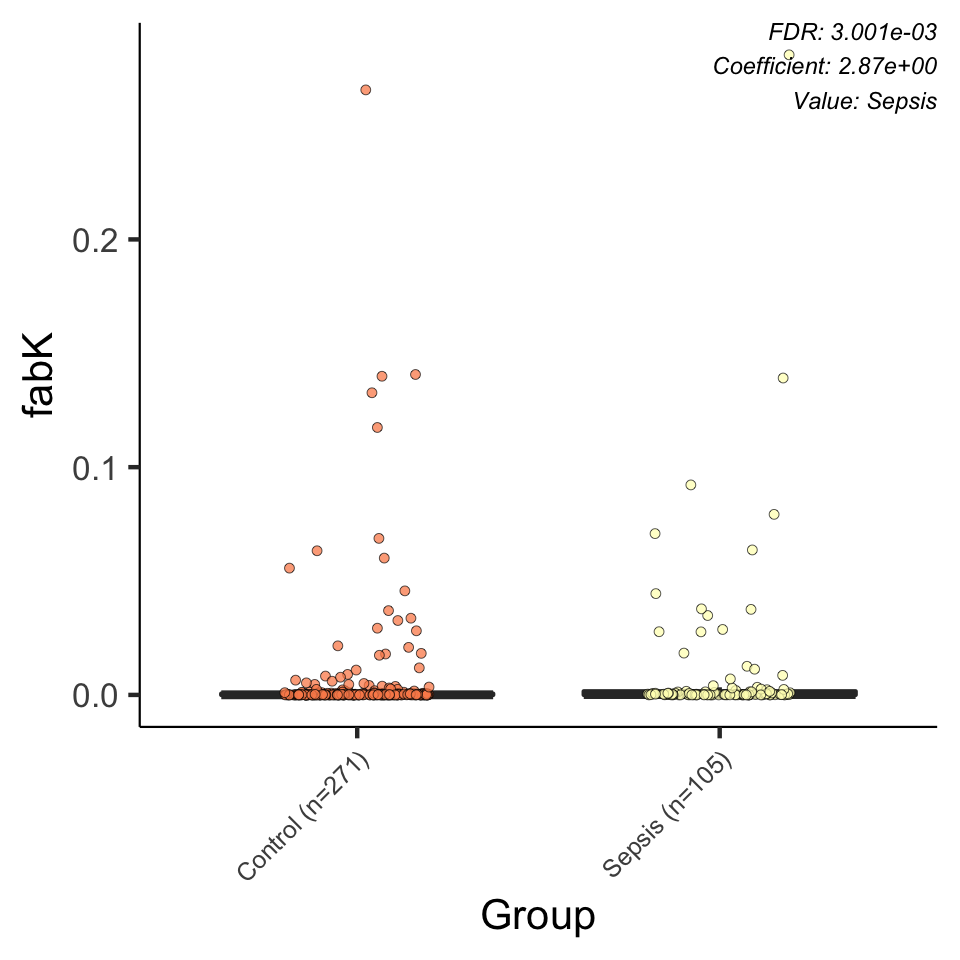 FDR: 3.001e-03
Coefficient: 2.87e+00
Value: Sepsis
fabK
0.2
0.1
0.0
Control (n=271)
Sepsis (n=105)
Group